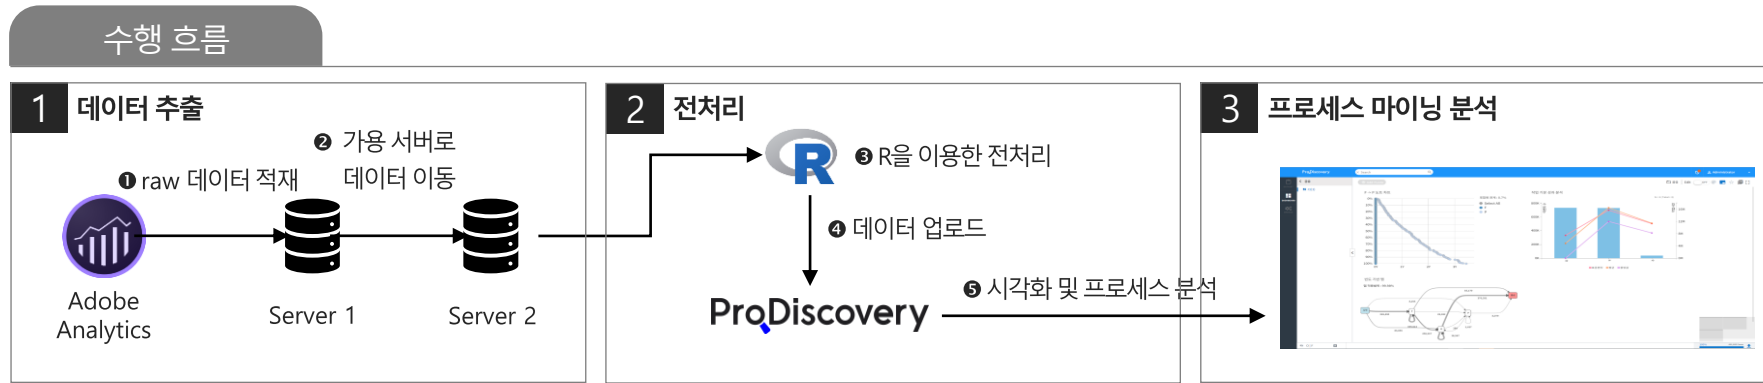 수행 흐름
1 데이터 추출
❶ raw 데이터 적재
❷ 가용 서버로
데이터 이동
Adobe
Analytics
Server 1
Server 2
2 전처리
R
❸ R을 이용한 전처리
❹ 데이터 업로드
ProDiscovery
❺ 시각화 및 프로세스 분석
3 프로세스 마이닝 분석
ProDiscovery